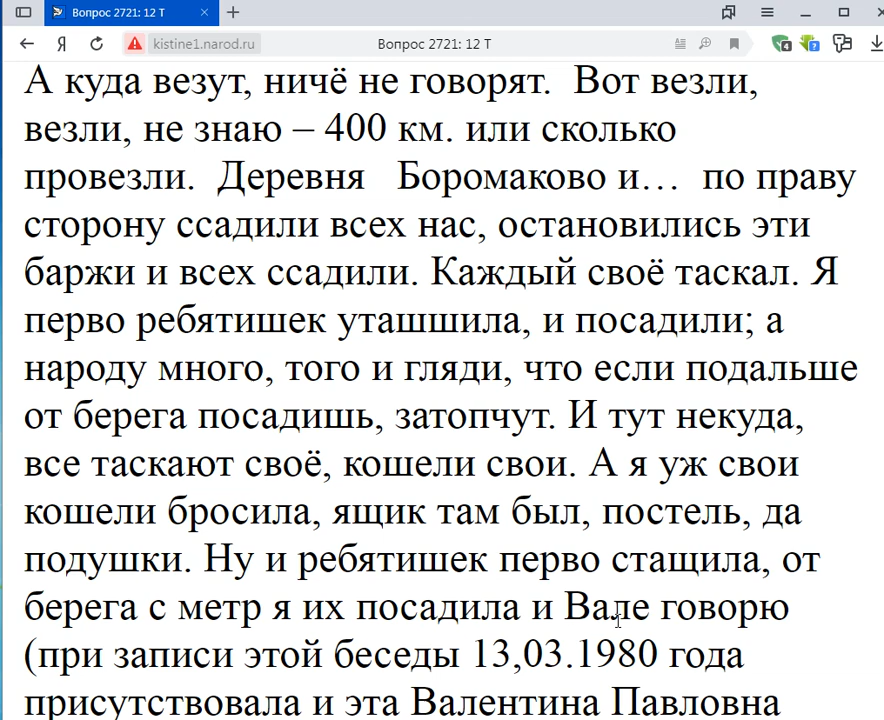 Вопрос 2721: 12 Т
kistine1.narod.ru Вопрос 2721: 12 Т
А куда везут, ничё не говорят.  Вот везли,
везли, не знаю – 400 км. или сколько
провезли.  Деревня   Боромаково и…  по праву
сторону ссадили всех нас, остановились эти
баржи и всех ссадили. Каждый своё таскал. Я
перво ребятишек уташшила, и посадили; а
народу много, того и гляди, что если подальше
от берега посадишь, затопчут. И тут некуда,
все таскают своё, кошели свои. А я уж свои
кошели бросила, ящик там был, постель, да
подушки. Ну и ребятишек перво стащила, от
берега с метр я их посадила и Вале говорю
(при записи этой беседы 13,03.1980 года
присутствовала и эта Валентина Павловна